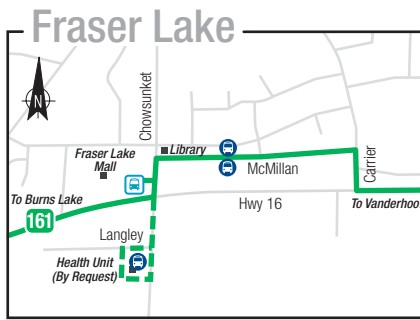 Fraser Lake
N
Chowsunket
Fraser Lake
Mall
Library
McMillan
Carrier
To Burns Lake
161
Hwy 16
To Vanderhoo
Langley
Health Unit
(By Request)